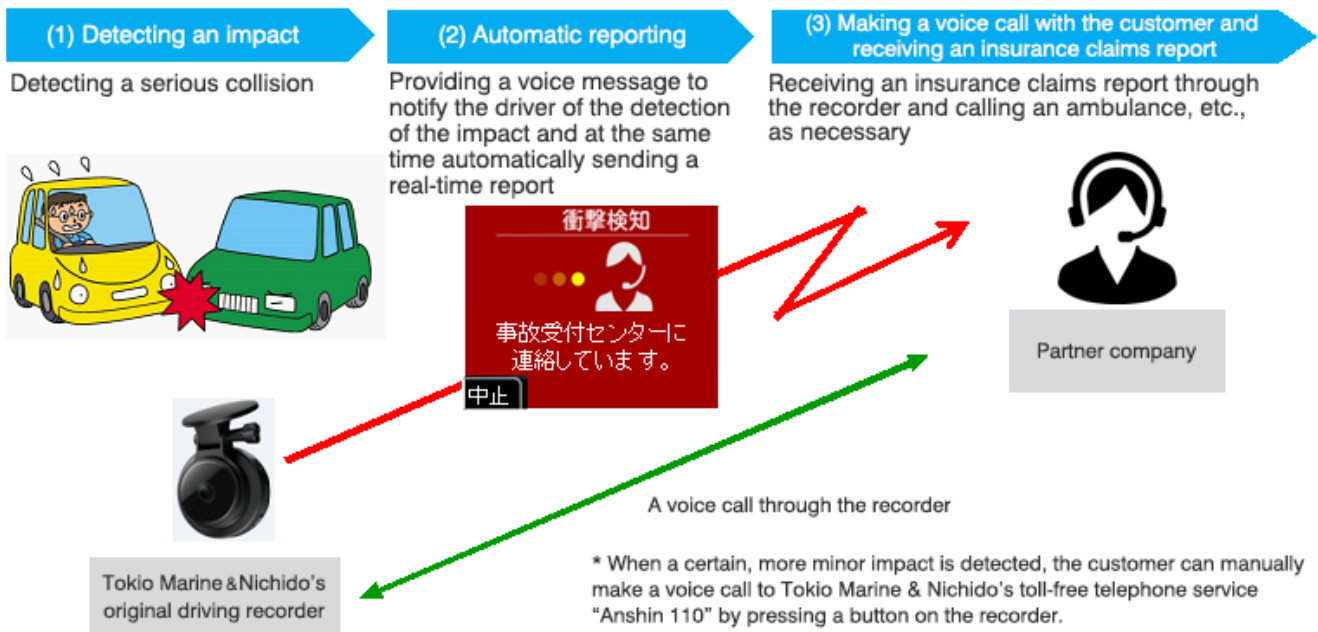 (1) Detecting an impact
Detecting a serious collision
(2) Automatic reporting
Providing a voice message to
notify the driver of the detection
of the impact and at the same
time automatically sending a
real-time report
(3) Making a voice call with the customer and
receiving an insurance claims report
Receiving an insurance claims report through
the recorder and calling an ambulance, etc.,
as necessary
衝撃検知
事故受付センターに
連絡しています。
中止
Partner company
Tokio Marine & Nichido's
original driving recorder
A voice call through the recorder
* When a certain, more minor impact is detected, the customer can manually
make a voice call to Tokio Marine & Nichido's toll-free telephone service
“Anshin 110” by pressing a button on the recorder.